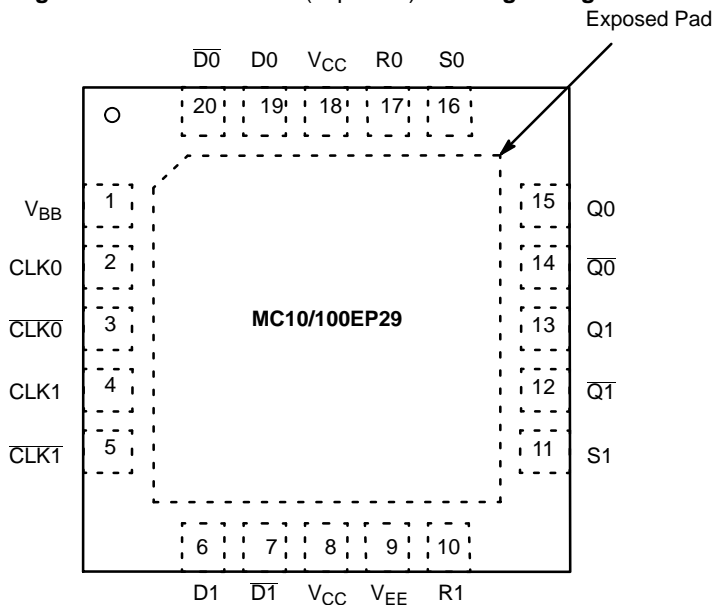 Exposed Pad
D̅0̅ D0 VCC R0 S0
20 19 18 17 16
VBB 1 15 Q0
CLK0 2 14 Q̅0̅
C̅L̅K̅0̅ 3 MC10/100EP29 13 Q1
CLK1 4 12 Q̅1̅
C̅L̅K̅1̅ 5 11 S1
6 7 8 9 10
D1 D̅1̅ VCC VEE R1